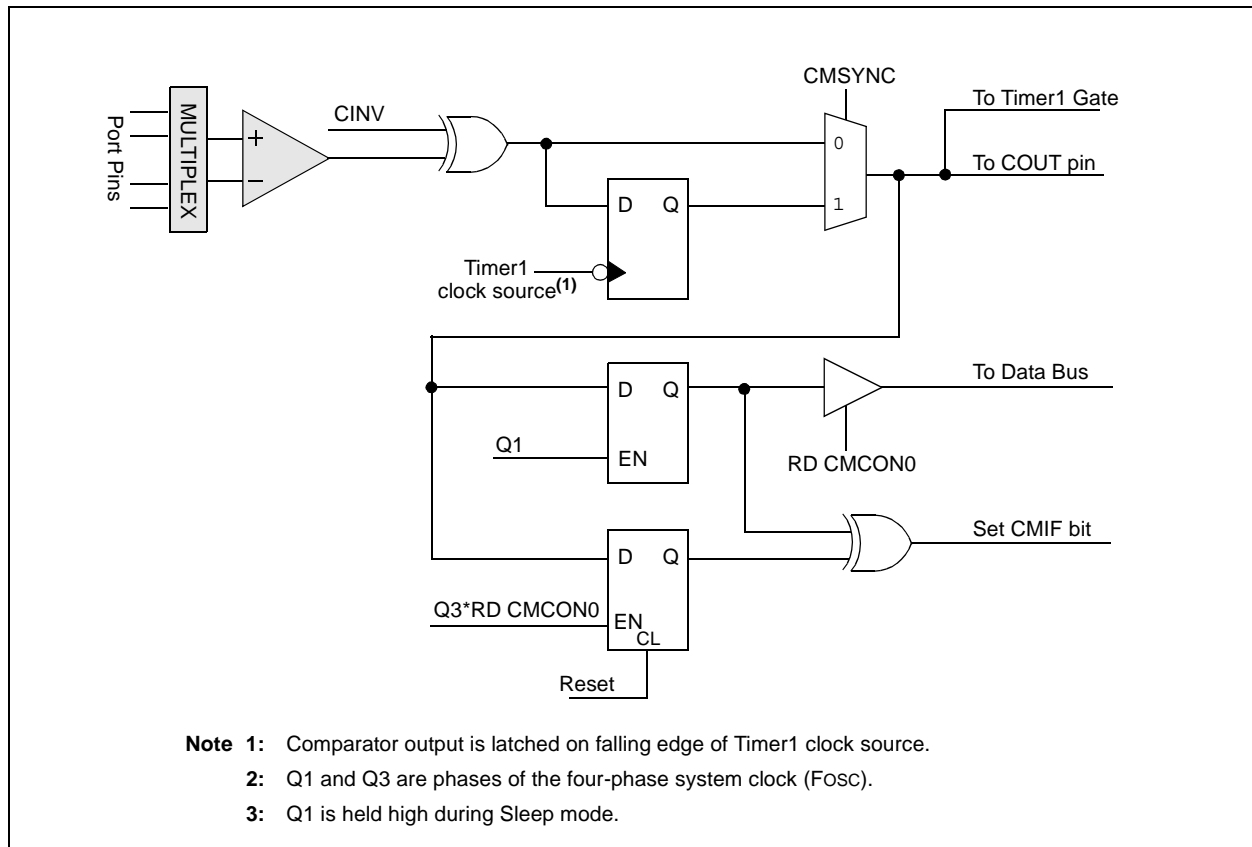 CMSYNC
To Timer1 Gate
CINV
MULTIPLEX
Port Pins
+
−
0
To COUT pin
D Q
1
Timer1
clock source(1)
D Q
To Data Bus
Q1
EN
RD CMCON0
Set CMIF bit
D Q
Q3*RD CMCON0
EN
CL
Reset
Note 1: Comparator output is latched on falling edge of Timer1 clock source.
2: Q1 and Q3 are phases of the four-phase system clock (FOSC).
3: Q1 is held high during Sleep mode.